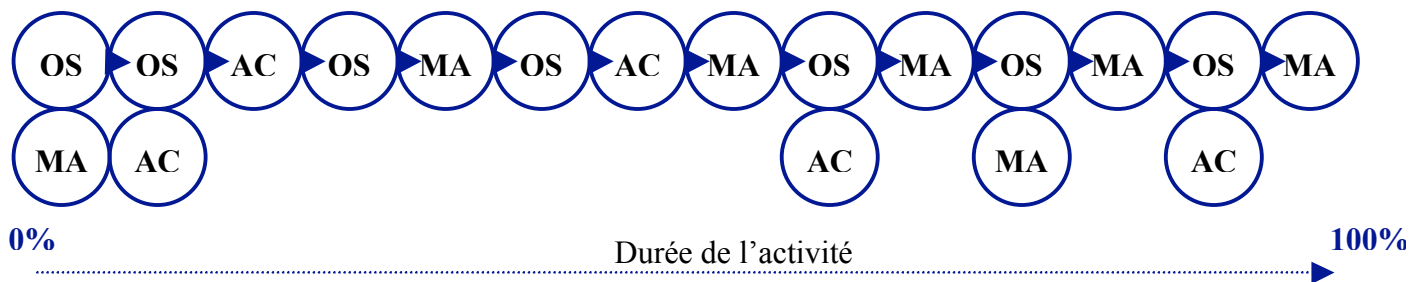 OS OS AC OS MA OS AC MA OS MA OS MA OS MA
MA AC AC MA AC
0% 100%
Durée de l’activité